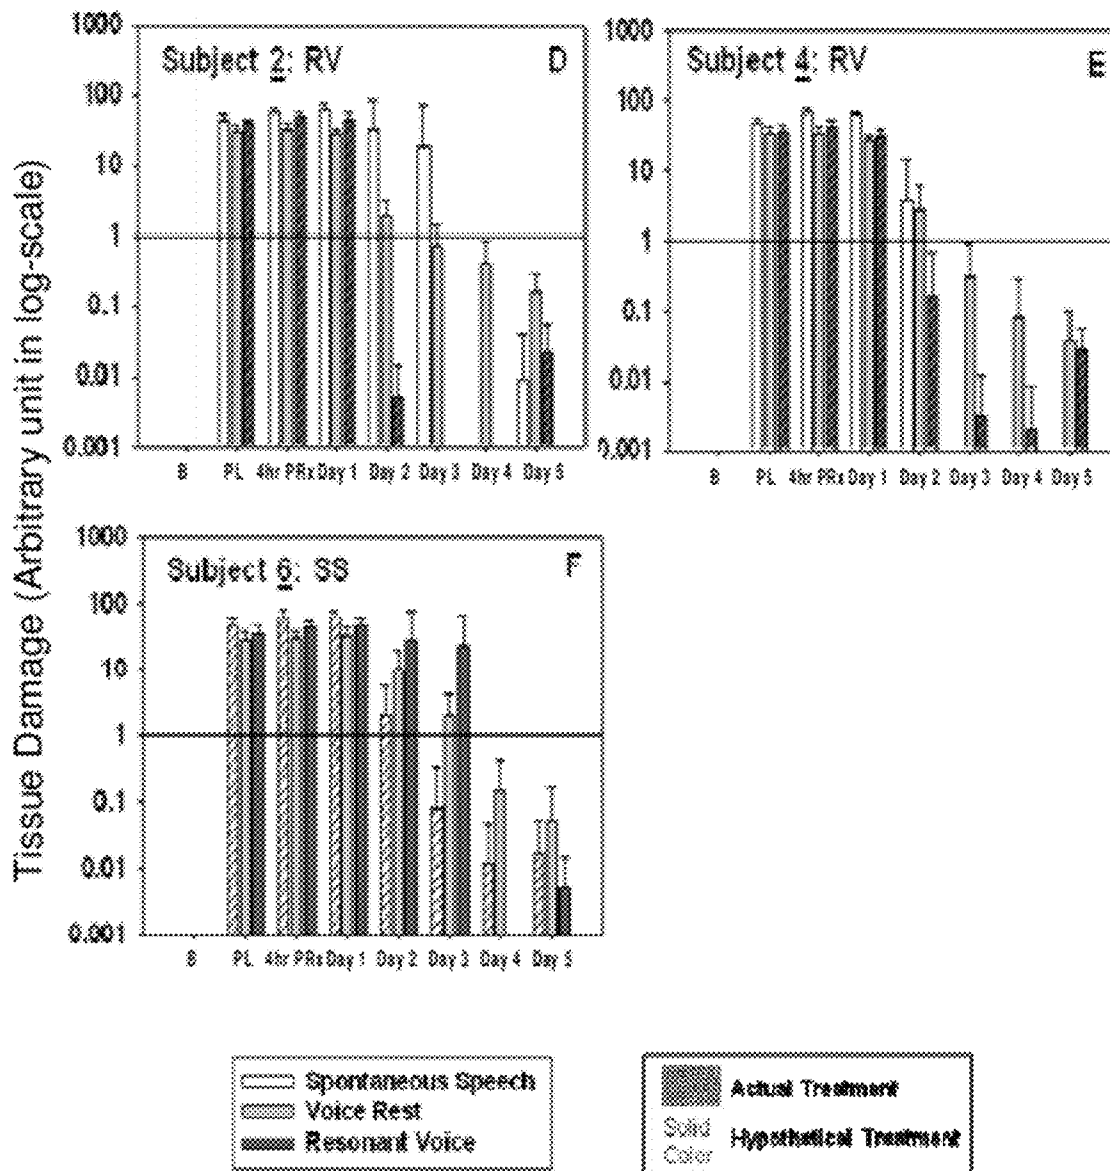 Tissue Damage (Arbitrary unit in log-scale)
Subject 2: RV
D
1000
100
10
1
0.1
0.01
0.001
B PL 4hr PRx Day 1 Day 2 Day 3 Day 4 Day 5
Subject 4: RV
E
1000
100
10
1
0.1
0.01
0.001
B PL 4hr PRx Day 1 Day 2 Day 3 Day 4 Day 5
Subject 6: SS
F
1000
100
10
1
0.1
0.01
0.001
B PL 4hr PRx Day 1 Day 2 Day 3 Day 4 Day 5
Spontaneous Speech
Voice Rest
Resonant Voice
Actual Treatment
Solid
Color
Hypothetical Treatment